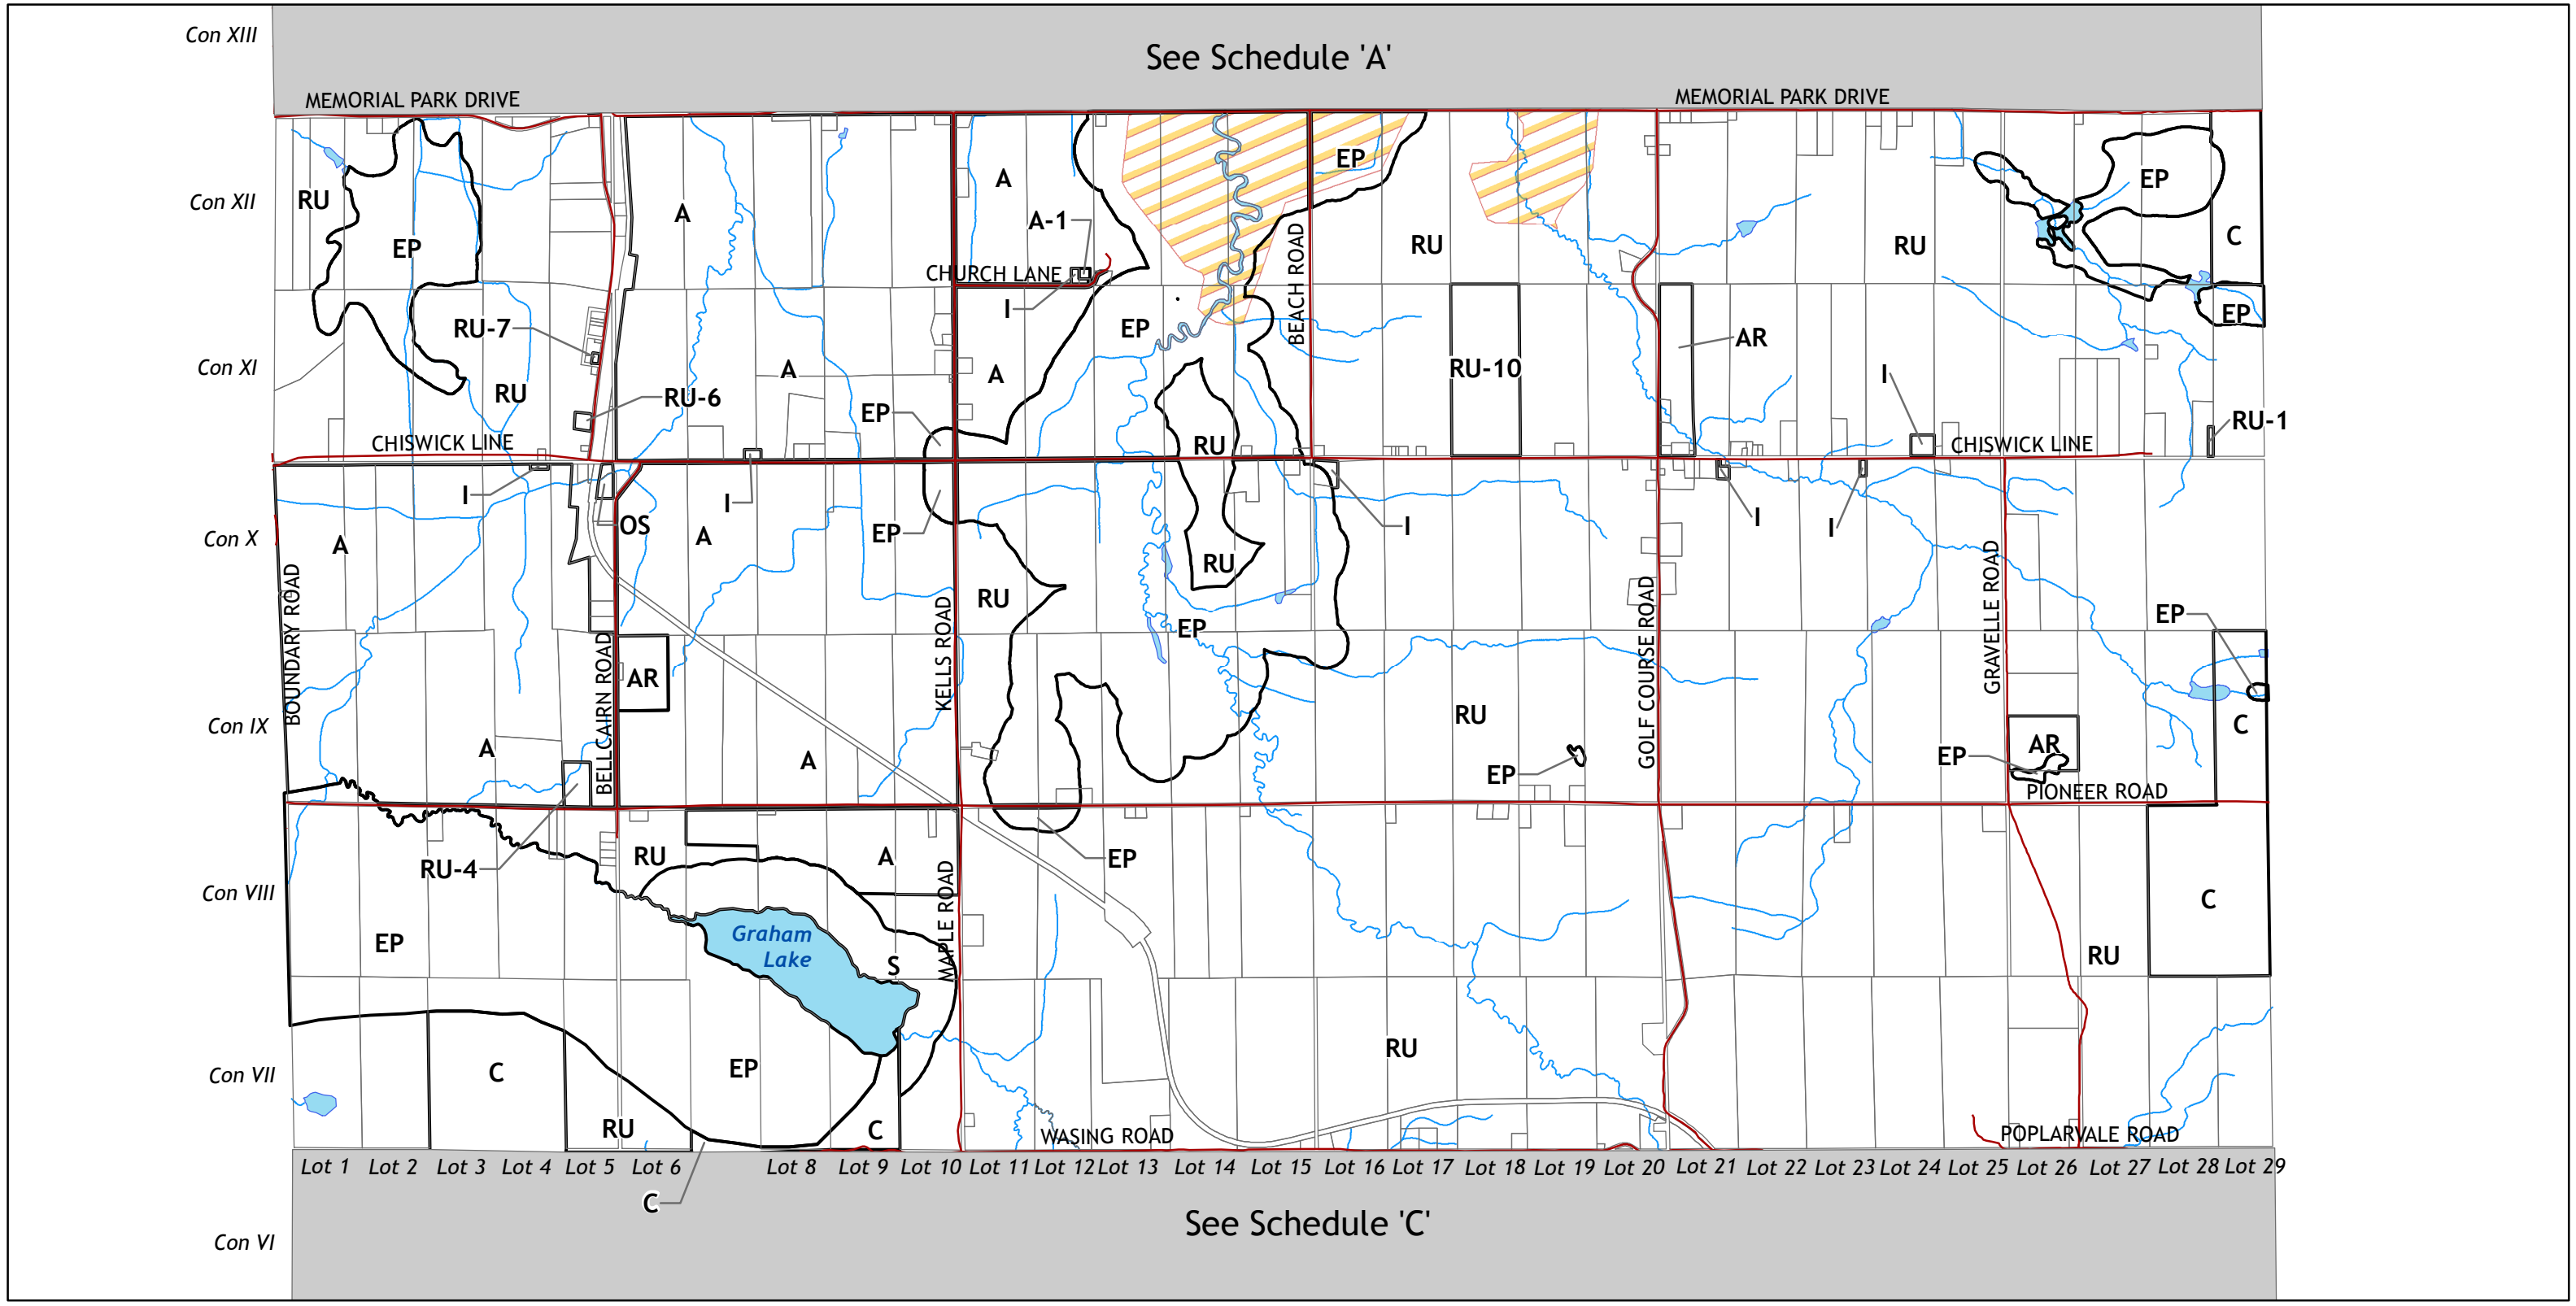 Con XIII
See Schedule 'A'
MEMORIAL PARK DRIVE
MEMORIAL PARK DRIVE
EP
A
EP
Con XII
RU
A
A-1
RU
RU
C
EP
BEACH ROAD
CHURCH LANE
I
EP
EP
RU-7
AR
Con XI
A
A
RU-10
I
RU
RU-6
EP
RU-1
CHISWICK LINE
RU
CHISWICK LINE
I
I
OS
I
I
I
A
A
EP
Con X
RU
BOUNDARY ROAD
RU
GRAVELLE ROAD
EP
EP
KELLS ROAD
GOLF COURSE ROAD
BELLCAIRN ROAD
AR
RU
Con IX
C
A
A
AR
EP
EP
PIONEER ROAD
RU
A
EP
RU-4
Con VIII
C
MAPLE ROAD
Graham
Lake
EP
S
RU
RU
Con VII
C
EP
RU
C
WASING ROAD
POPLARVALE ROAD
Lot 1 Lot 2 Lot 3 Lot 4 Lot 5 Lot 6 Lot 8 Lot 9 Lot 10 Lot 11 Lot 12 Lot 13 Lot 14 Lot 15 Lot 16 Lot 17 Lot 18 Lot 19 Lot 20 Lot 21 Lot 22 Lot 23 Lot 24 Lot 25 Lot 26 Lot 27 Lot 28 Lot 29
C
See Schedule 'C'
Con VI